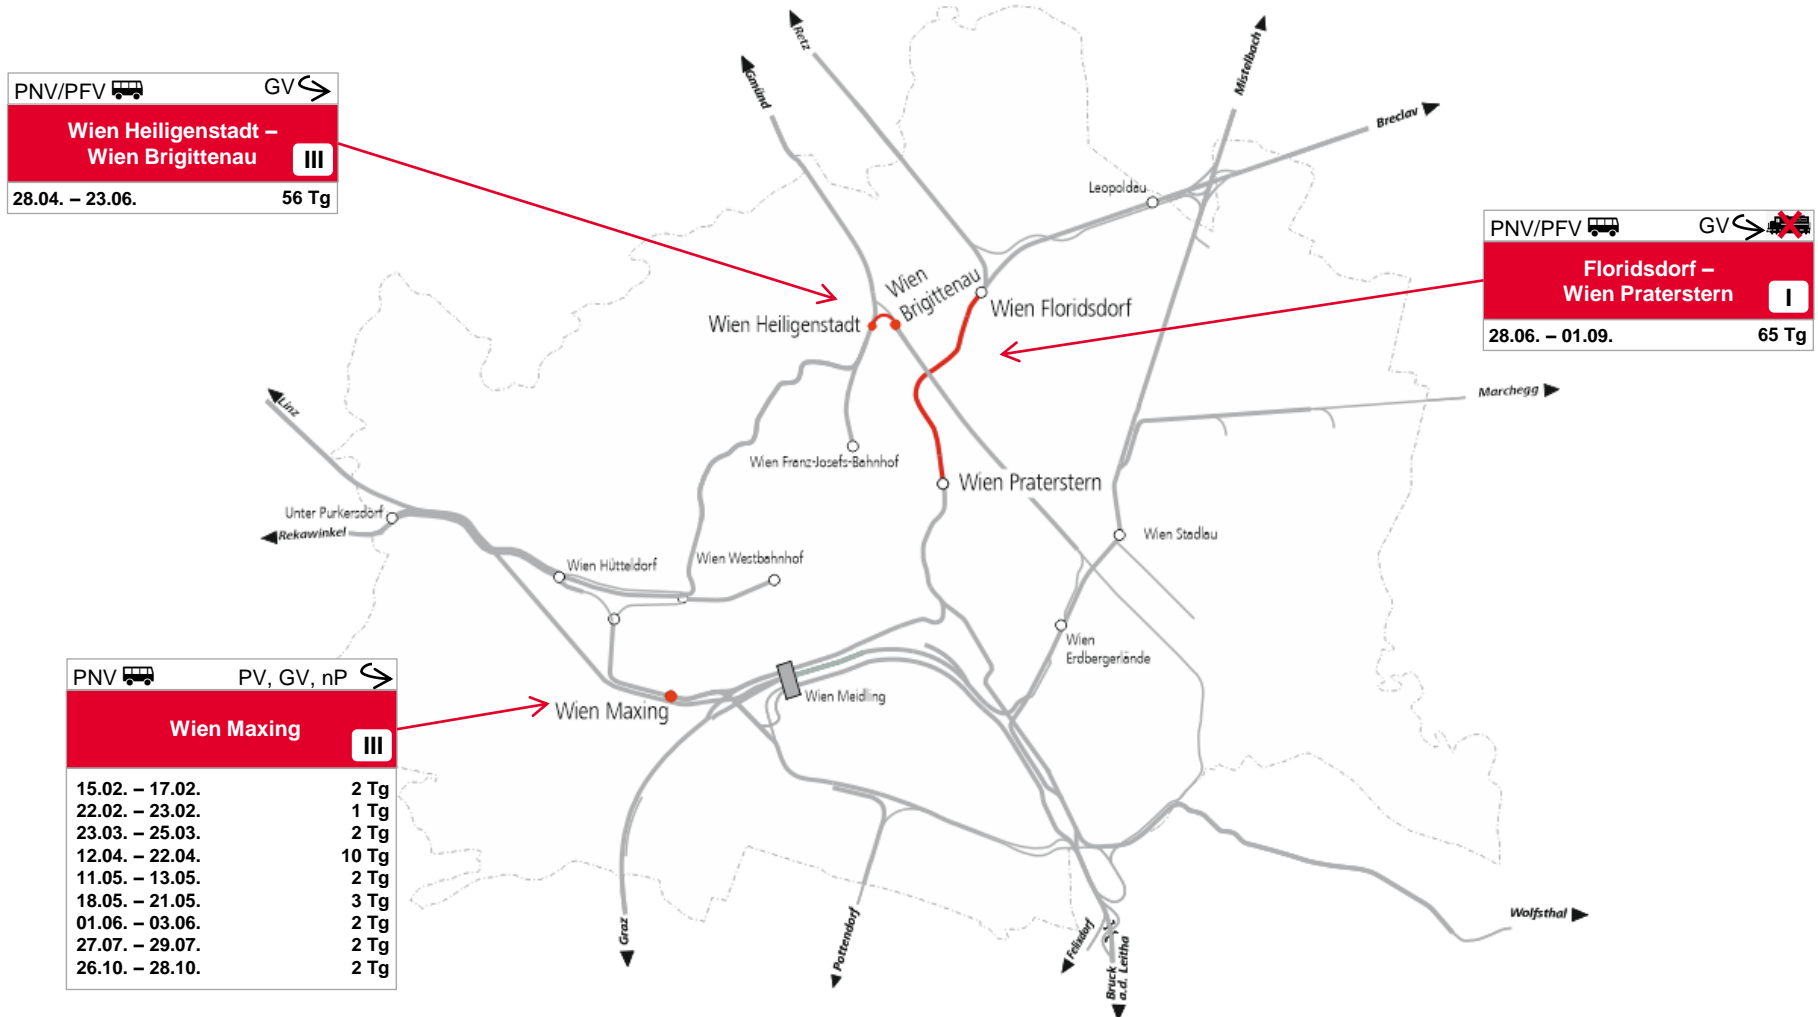 Retz
Gmünd
Mistelbach
Breclav
PNV/PFV GV
Wien Heiligenstadt –
Wien Brigittenau
III
28.04. – 23.06. 56 Tg
Leopoldau
PNV/PFV GV
Floridsdorf –
Wien Praterstern
I
28.06. – 01.09. 65 Tg
Wien
Brigittenau
Wien Floridsdorf
Wien Heiligenstadt
Marchegg
Linz
Wien Franz-Josefs-Bahnhof
Wien Praterstern
Unter Purkersdorf
Rekawinkel
Wien Stadlau
Wien Hütteldorf
Wien Westbahnhof
Wien
Erdbergerlände
PNV PV, GV, nP
Wien Maxing
III
15.02. – 17.02. 2 Tg
22.02. – 23.02. 1 Tg
23.03. – 25.03. 2 Tg
12.04. – 22.04. 10 Tg
11.05. – 13.05. 2 Tg
18.05. – 21.05. 3 Tg
01.06. – 03.06. 2 Tg
27.07. – 29.07. 2 Tg
26.10. – 28.10. 2 Tg
Wien Maxing
Wien Meidling
Graz
Pottendorf
Felixdorf
Bruck
a.d. Leitha
Wolfsthal